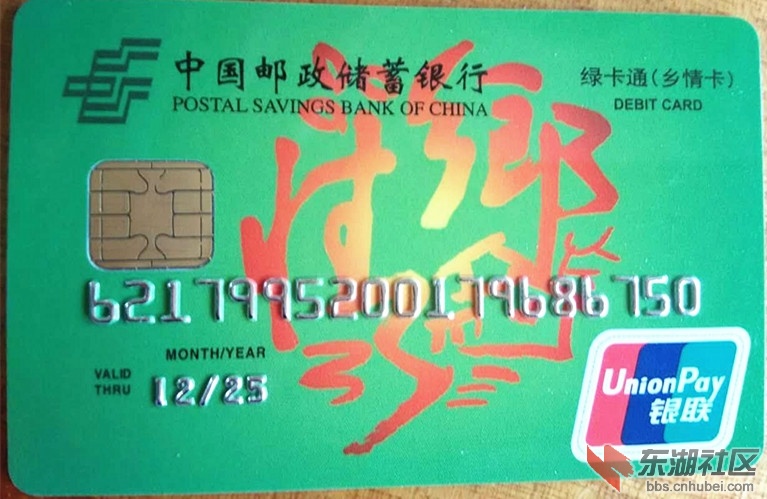 中国邮政储蓄银行
POSTAL SAVINGS BANK OF CHINA
绿卡通(乡情卡)
DEBIT CARD
6217995200179686750
MONTH/YEAR
VALID THRU 12/25
UnionPay
银联
东湖社区
bbs.cnhubei.com